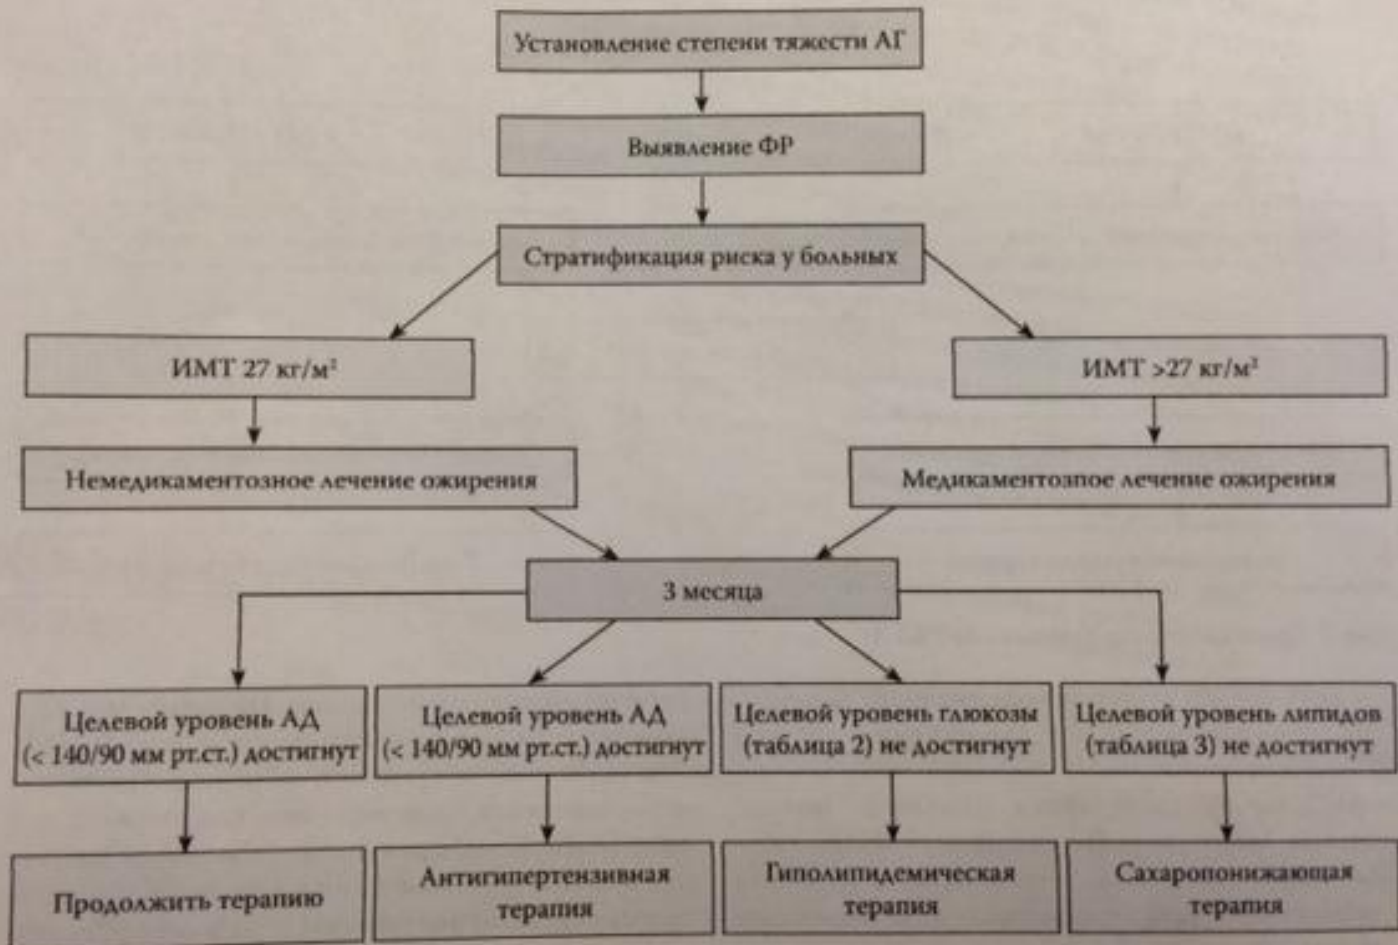 Установление степени тяжести АГ
Выявление ФР
Стратификация риска у больных
ИМТ 27 кг/м²
ИМТ >27 кг/м²
Немедикаментозное лечение ожирения
Медикаментозпое лечение ожирения
3 месяца
Целевой уровень АД
(< 140/90 мм рт.ст.) достигнут
Целевой уровень АД
(< 140/90 мм рт.ст.) достигнут
Целевой уровень глюкозы
(таблица 2) не достигнут
Целевой уровень липидов
(таблица 3) не достигнут
Продолжить терапию
Антигипертензивная
терапия
Гиполипидемическая
терапия
Сахаропонижающая
терапия